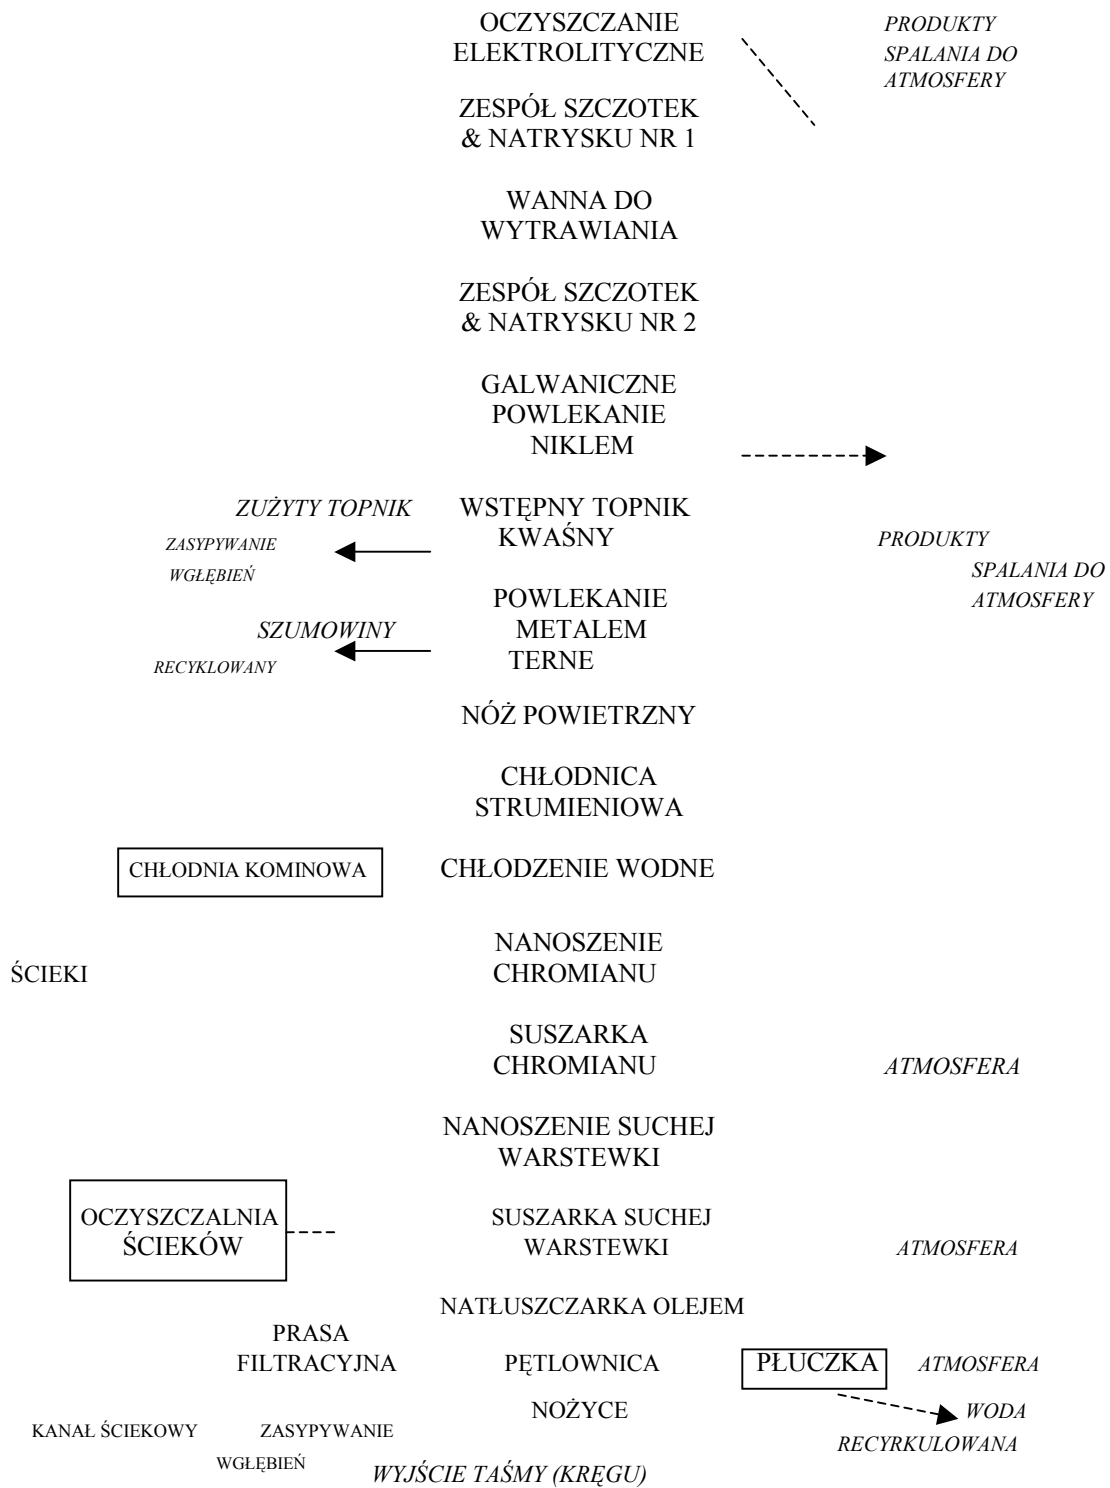 OCZYSZCZANIE
ELEKTROLITYCZNE
PRODUKTY
SPALANIA DO
ATMOSFERY
ZESPÓŁ SZCZOTEK
& NATRYSKU NR 1
WANNA DO
WYTRAWIANIA
ZESPÓŁ SZCZOTEK
& NATRYSKU NR 2
GALWANICZNE
POWLEKANIE
NIKLEM
ZUŻYTY TOPNIK
ZASYPYWANIE
WGŁĘBIEŃ
WSTĘPNY TOPNIK
KWAŚNY
PRODUKTY
SPALANIA DO
ATMOSFERY
SZUMOWINY
RECYKLOWANY
POWLEKANIE
METALEM
TERNE
NÓŻ POWIETRZNY
CHŁODNICA
STRUMIENIOWA
CHŁODNIA KOMINOWA
CHŁODZENIE WODNE
ŚCIEKI
NANOSZENIE
CHROMIANU
SUSZARKA
CHROMIANU
ATMOSFERA
NANOSZENIE SUCHEJ
WARSTEWKI
OCZYSZCZALNIA
ŚCIEKÓW
SUSZARKA SUCHEJ
WARSTEWKI
ATMOSFERA
NATŁUSZCZARKA OLEJEM
PRASA
FILTRACYJNA
PĘTLOWNICA
PŁUCZKA
ATMOSFERA
NOŻYCE
WODA
RECYRKULOWANA
KANAŁ ŚCIEKOWY
ZASYPYWANIE
WGŁĘBIEŃ
WYJŚCIE TAŚMY (KRĘGU)